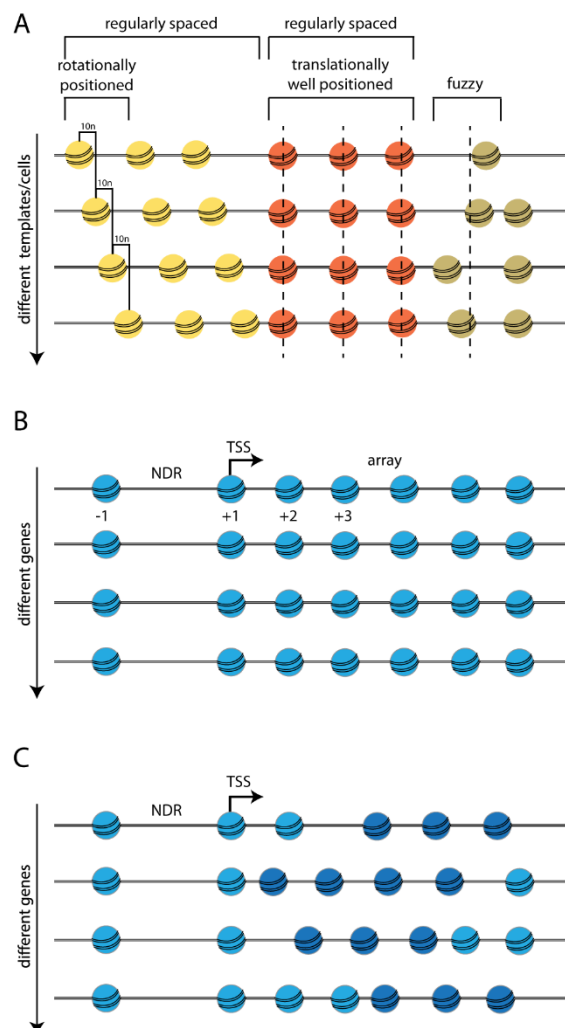 A
regularly spaced
regularly spaced
rotationally
positioned
translationally
well positioned
fuzzy
10n
10n
10n
different templates/cells
B
TSS
NDR
array
-1
+1
+2
+3
different genes
C
TSS
NDR
different genes